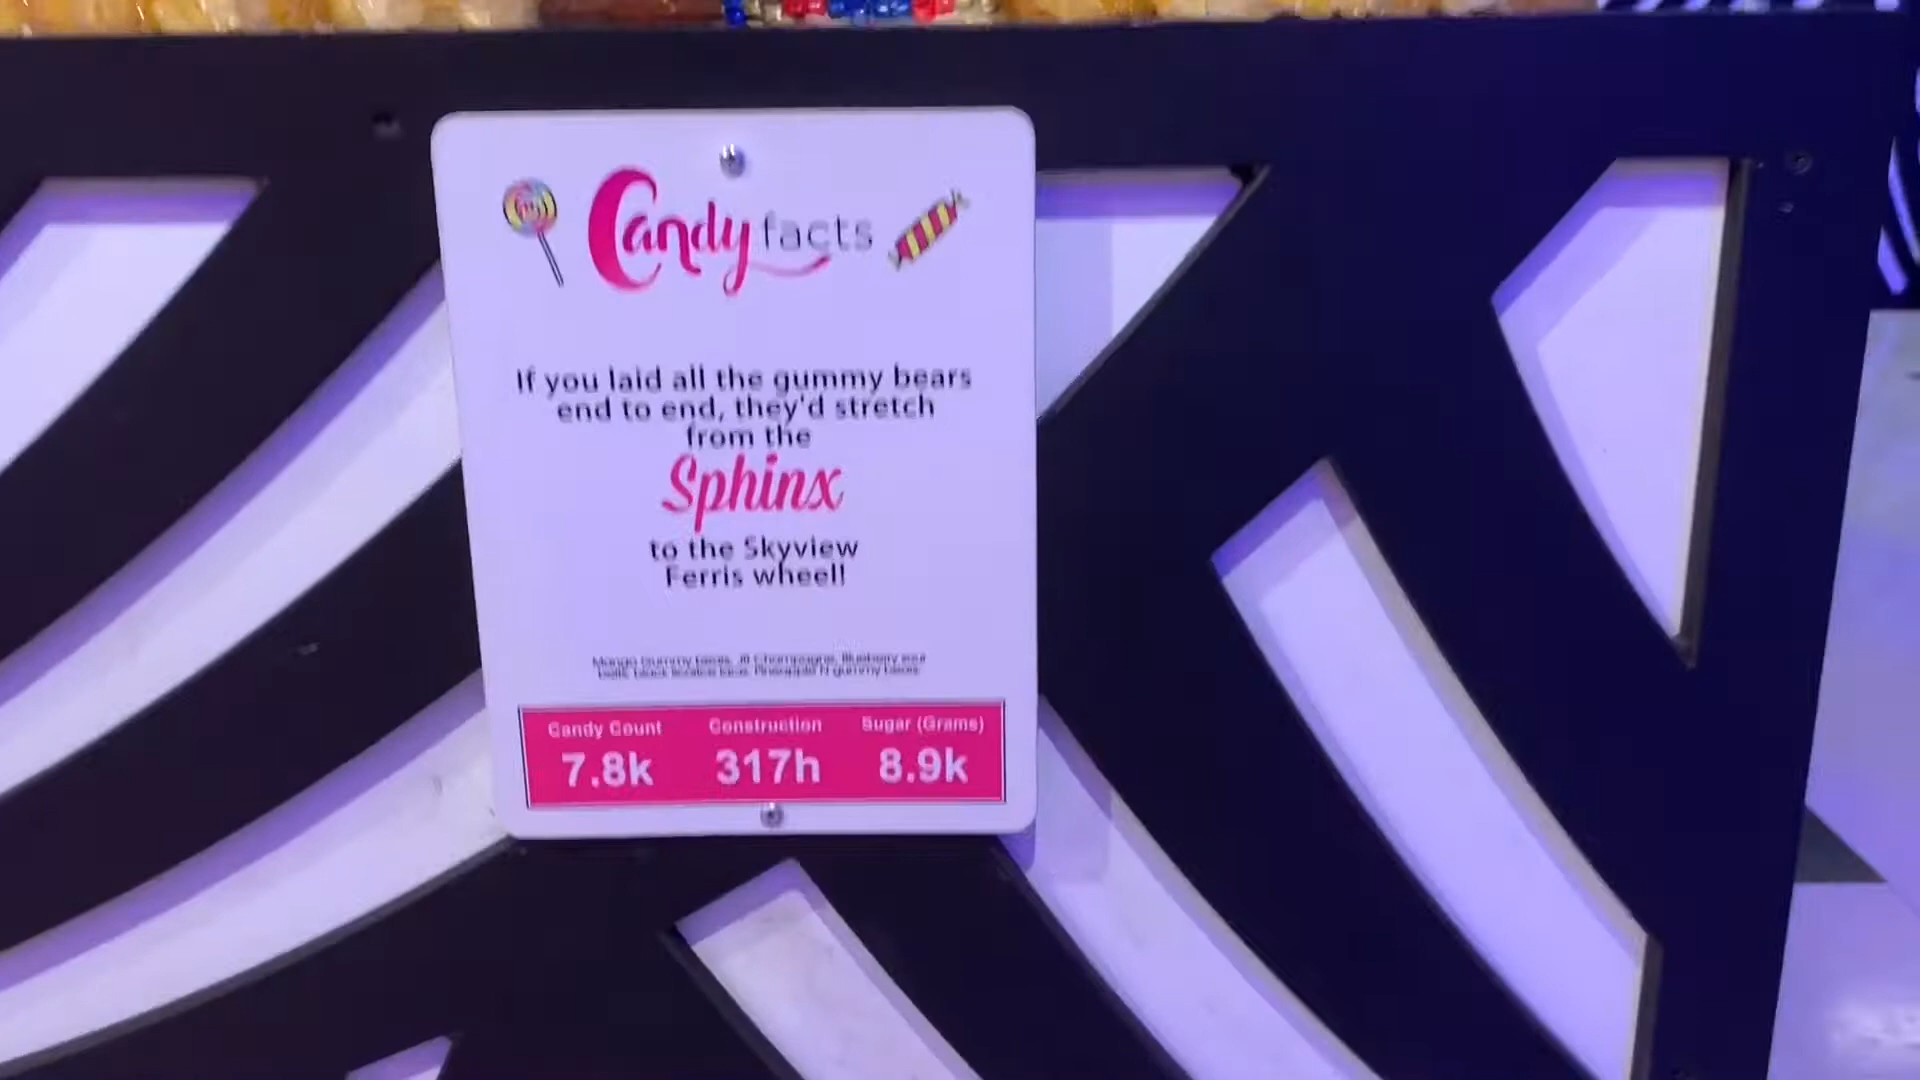 Candy facts
If you laid all the gummy bears
end to end, they'd stretch
from the
Sphinx
to the Skyview
Ferris wheel!
Candy Count Construction Sugar (Grams)
7.8k 317h 8.9k